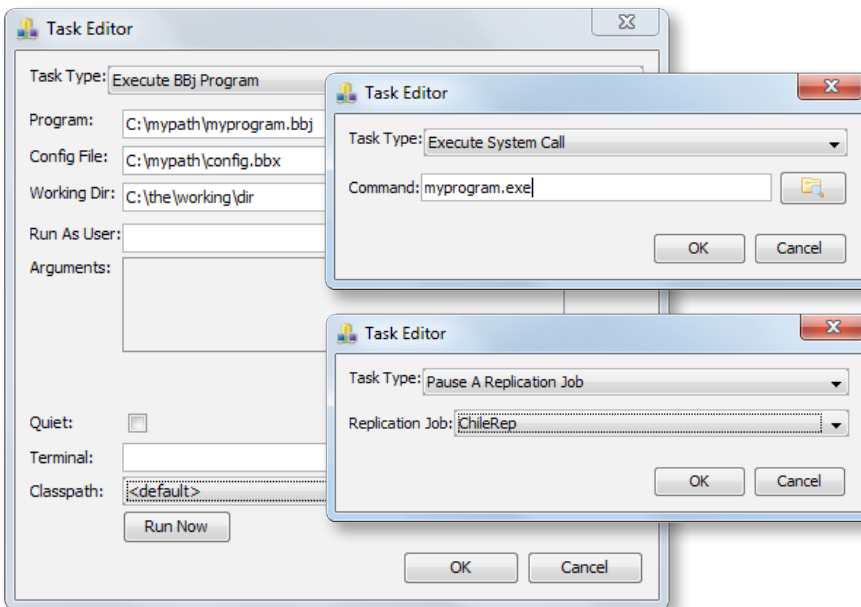 Task Editor
Task Type: Execute BBj Program
Program: C:\mypath\myprogram.bbj
Config File: C:\mypath\config.bbx
Working Dir: C:\the\working\dir
Run As User:
Arguments:
Quiet:
Terminal:
Classpath: <default>
Run Now
OK Cancel
Task Editor
Task Type: Execute System Call
Command: myprogram.exe
OK Cancel
Task Editor
Task Type: Pause A Replication Job
Replication Job: ChileRep
OK Cancel